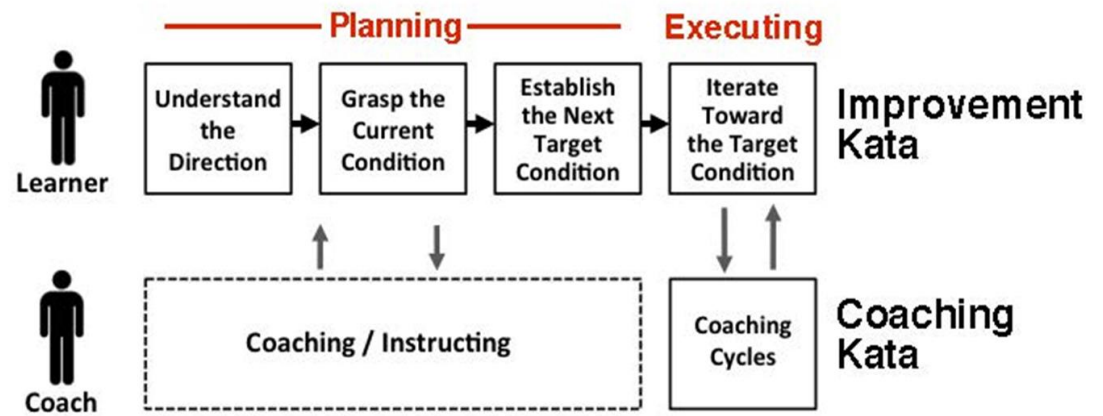 Planning
Executing
Understand
the
Direction
Grasp the
Current
Condition
Establish
the Next
Target
Condition
Iterate
Toward
the Target
Condition
Improvement
Kata
Learner
Coaching / Instructing
Coaching
Cycles
Coaching
Kata
Coach